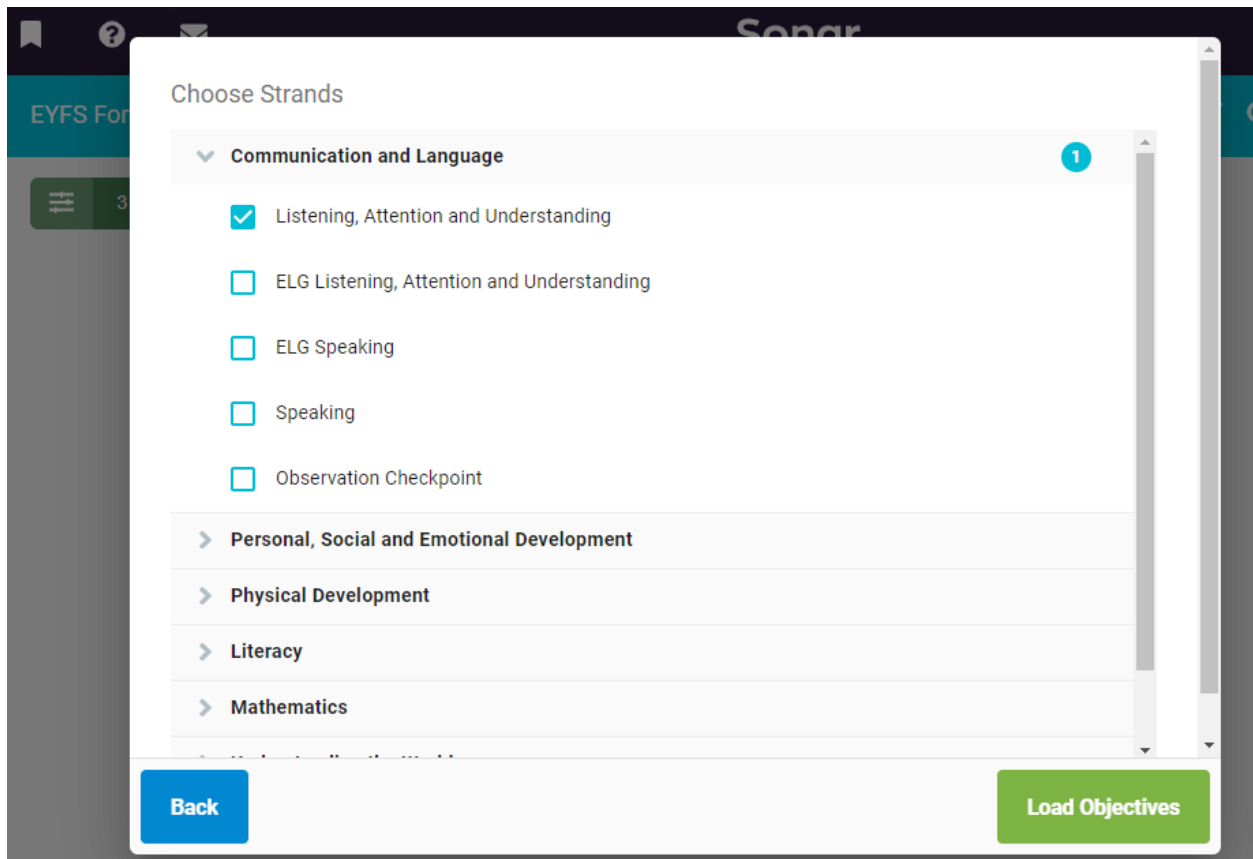 Sonar
EYFS For
3
Choose Strands
Communication and Language
1
Listening, Attention and Understanding
ELG Listening, Attention and Understanding
ELG Speaking
Speaking
Observation Checkpoint
Personal, Social and Emotional Development
Physical Development
Literacy
Mathematics
Back
Load Objectives